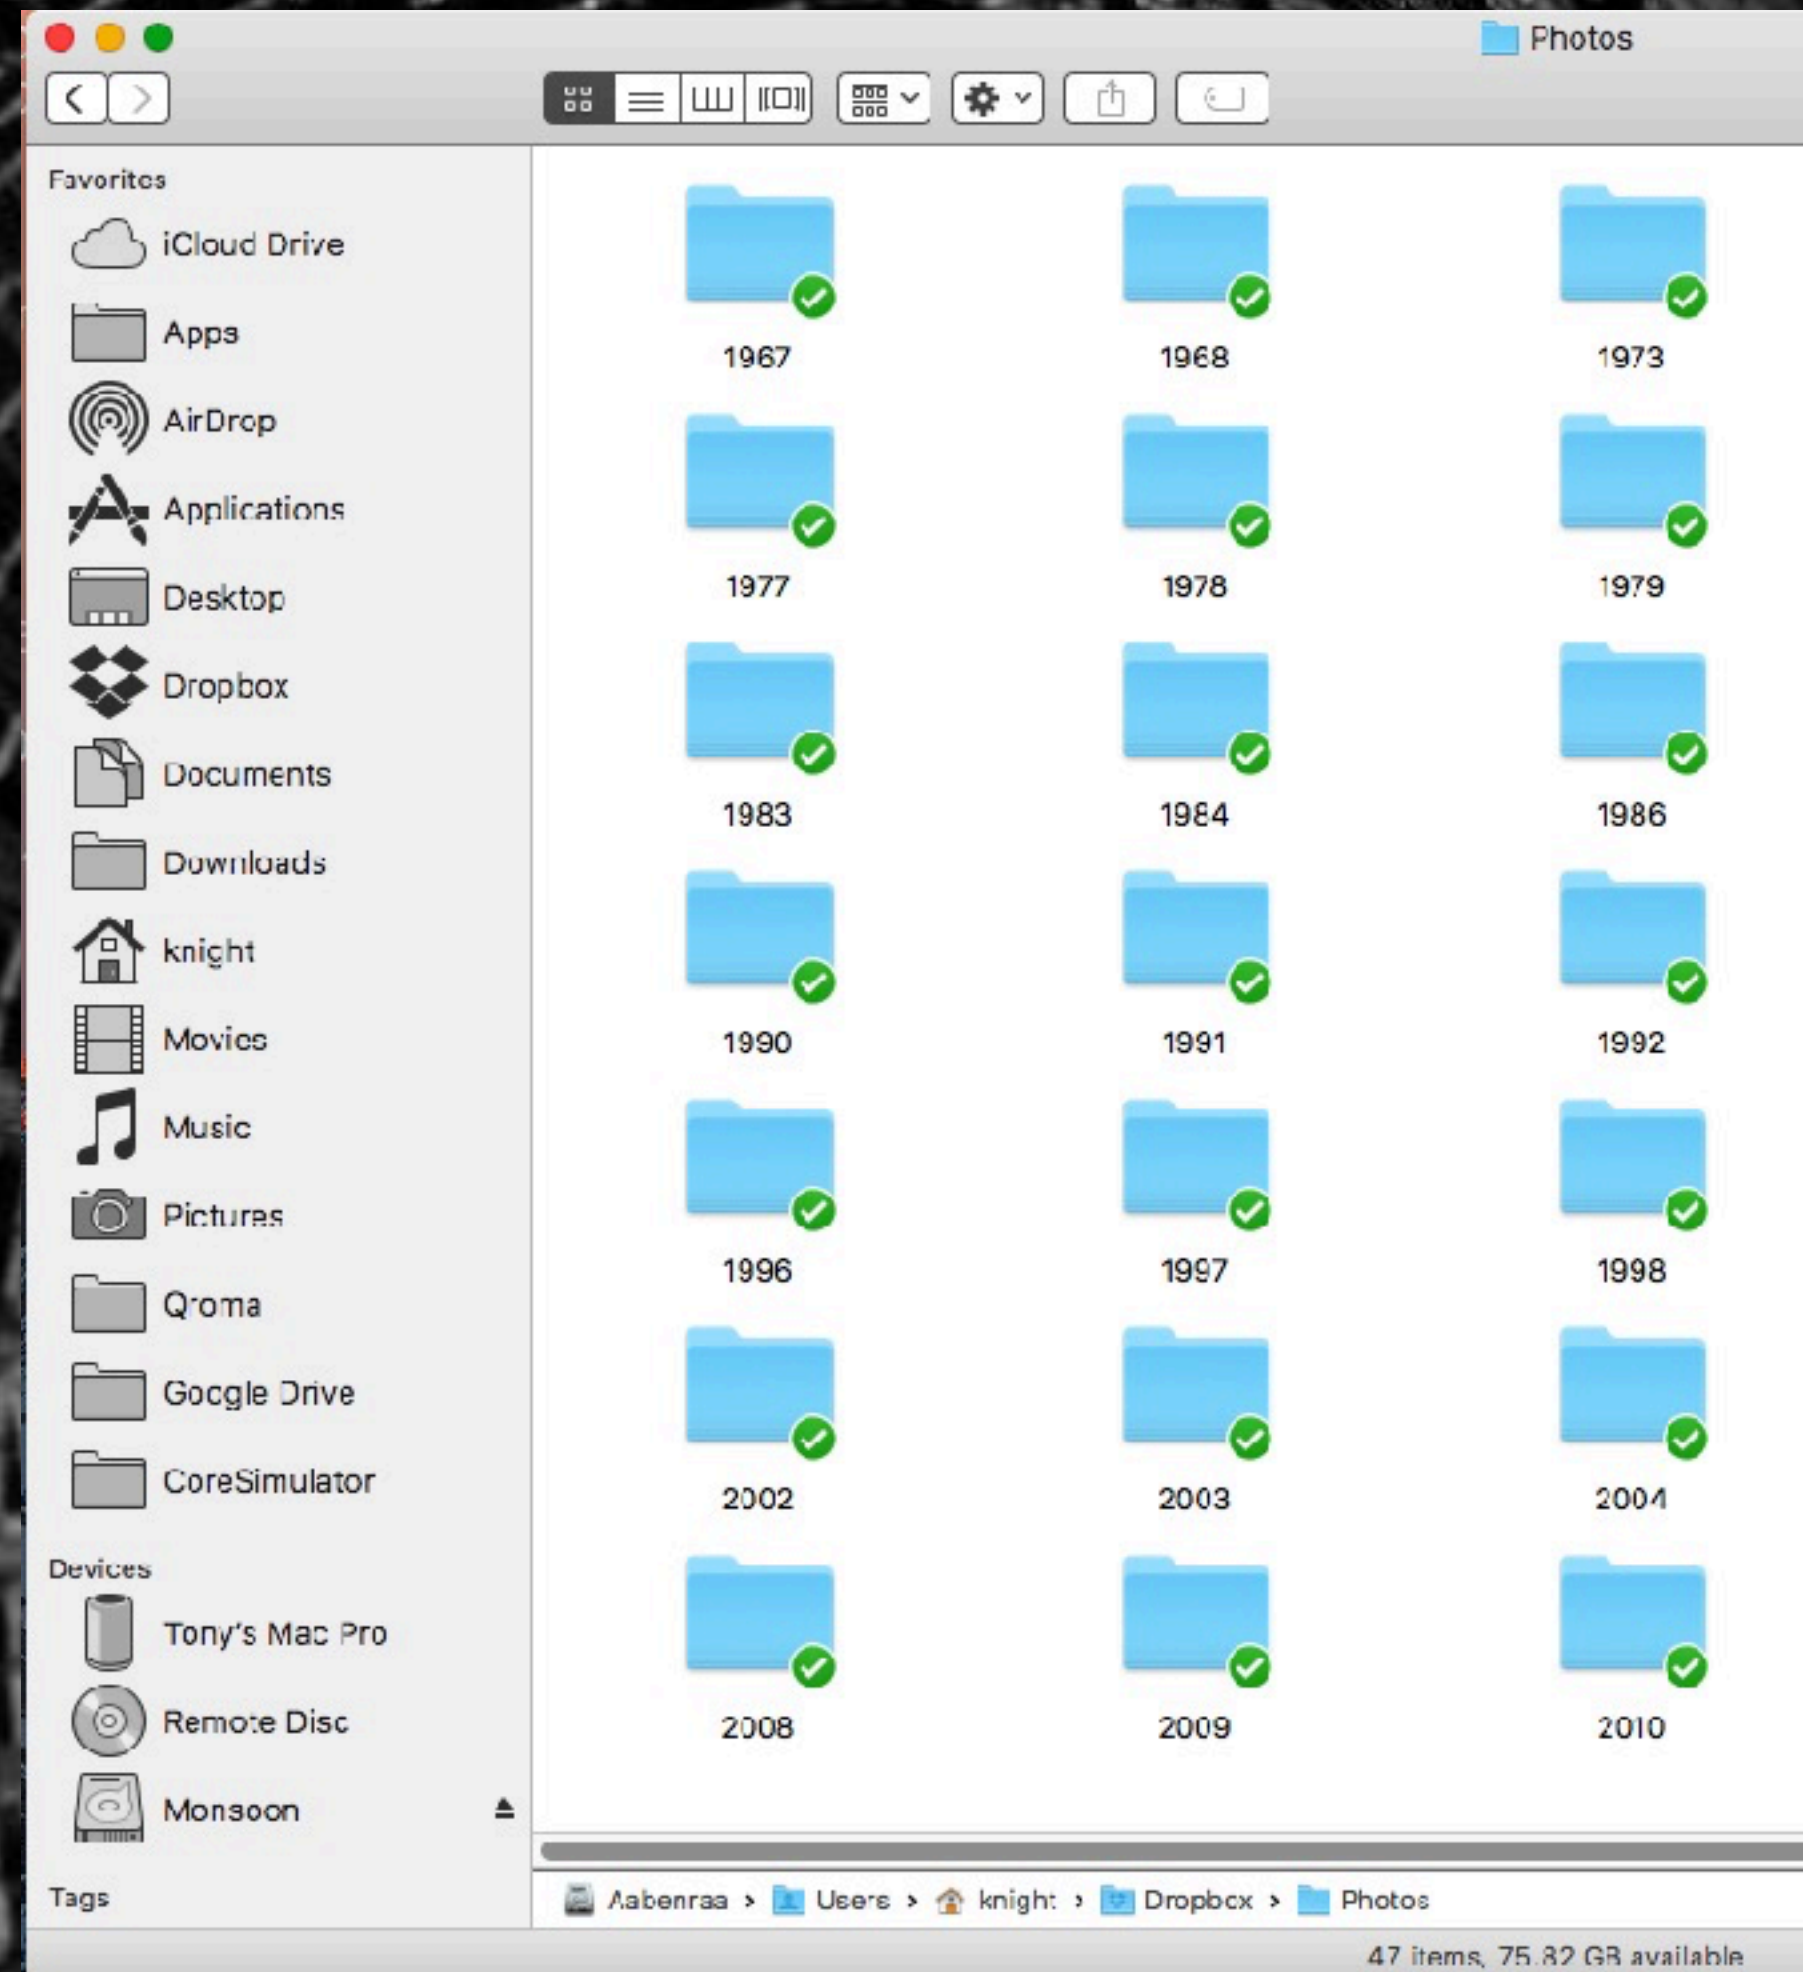 Photos
Favorites
iCloud Drive
Apps
AirDrop
Applications
Desktop
Dropbox
Documents
Downloads
knight
Movies
Music
Pictures
Qroma
Google Drive
CoreSimulator
Devices
Tony's Mac Pro
Remote Disc
Monsoon
Tags
1967 1968 1973
1977 1978 1979
1983 1984 1986
1990 1991 1992
1996 1997 1998
2002 2003 2004
2008 2009 2010
Aabenraa > Users > knight > Dropbox > Photos
47 items, 75.82 GB available